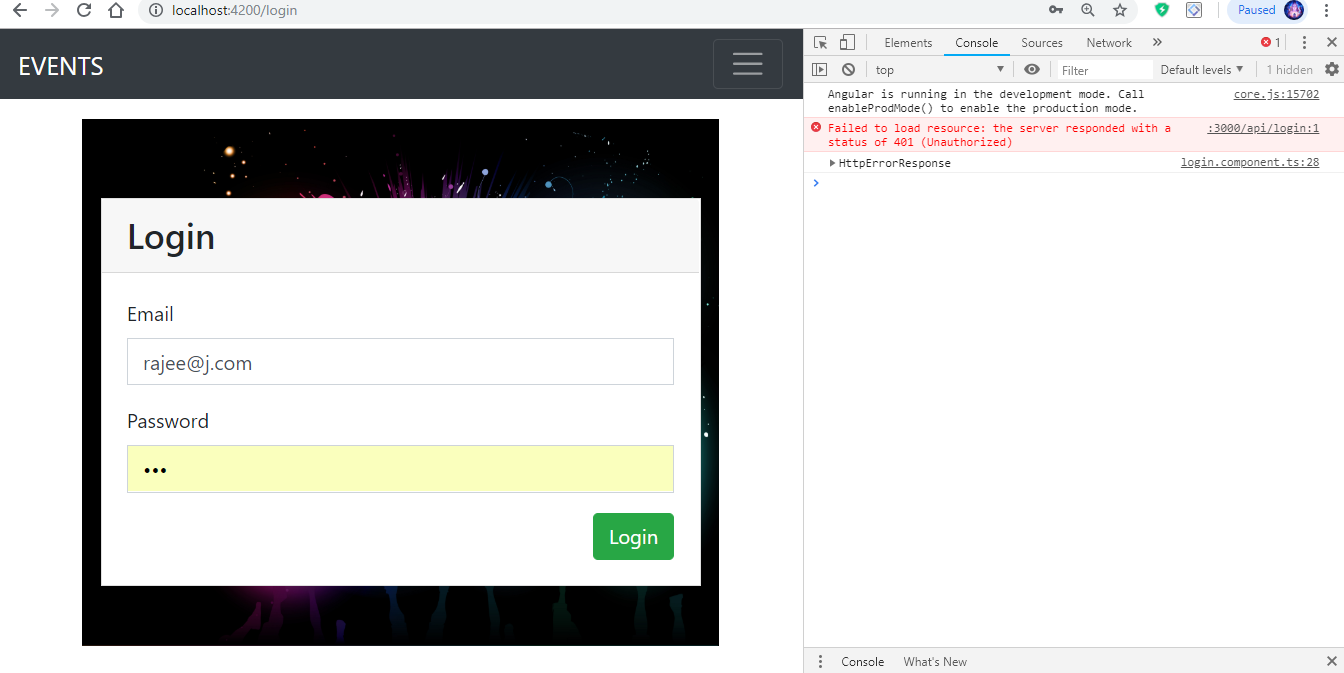 localhost:4200/login
Paused
EVENTS
Login
Email
rajee@j.com
Password
•••
Login
Elements Console Sources Network » 1
top Filter Default levels 1 hidden
Angular is running in the development mode. Call core.js:15702
enableProdMode() to enable the production mode.
Failed to load resource: the server responded with a :3000/api/login:1
status of 401 (Unauthorized)
HttpErrorResponse login.component.ts:28
Console What's New